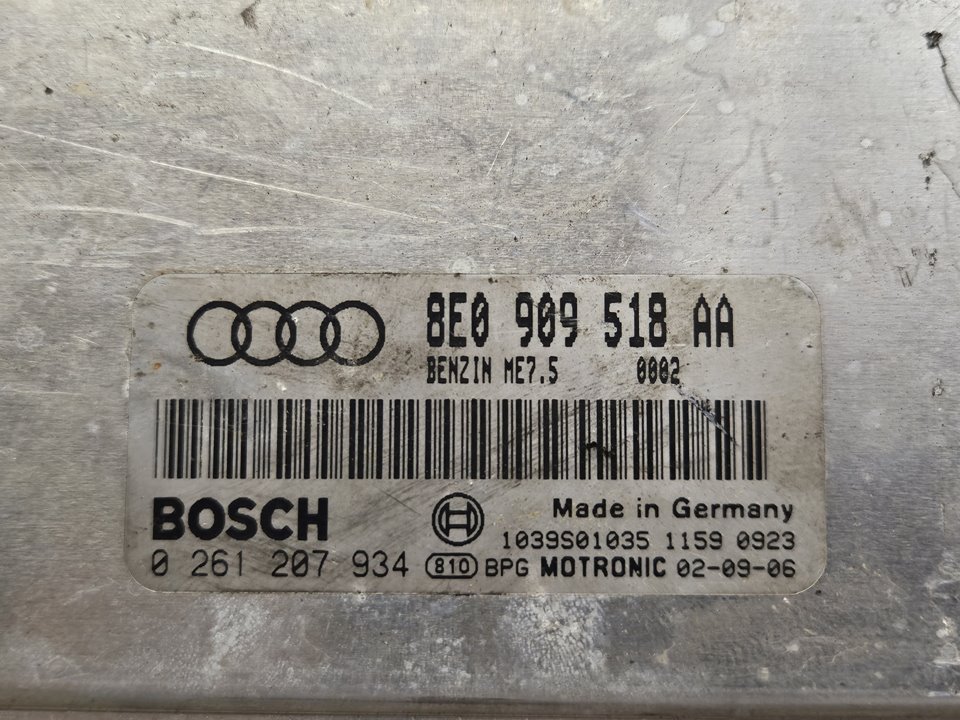 8E0 909 518 AA
BENZIN ME7.5 0002
BOSCH
Made in Germany
1039S01035 1159 0923
0 261 207 934 810 BPG MOTRONIC 02-09-06